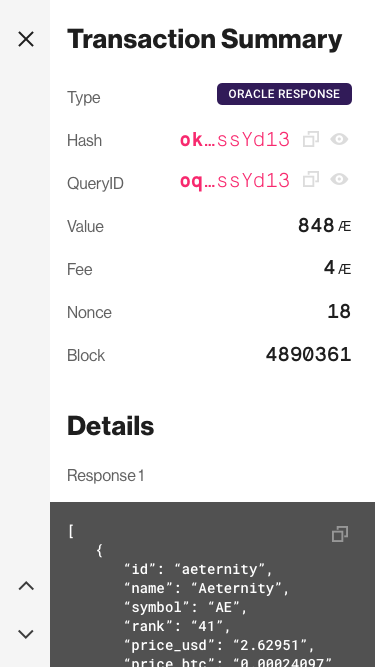 Transaction Summary
Type ORACLE RESPONSE
Hash ok…ssYd13
QueryID oq…ssYd13
Value 848 Æ
Fee 4 Æ
Nonce 18
Block 4890361
Details
Response 1
[
{
“id”: “aeternity”,
“name”: “Aeternity”,
“symbol”: “AE”,
“rank”: “41”,
“price_usd”: “2.62951”,
“price_btc”: “0.00024097”